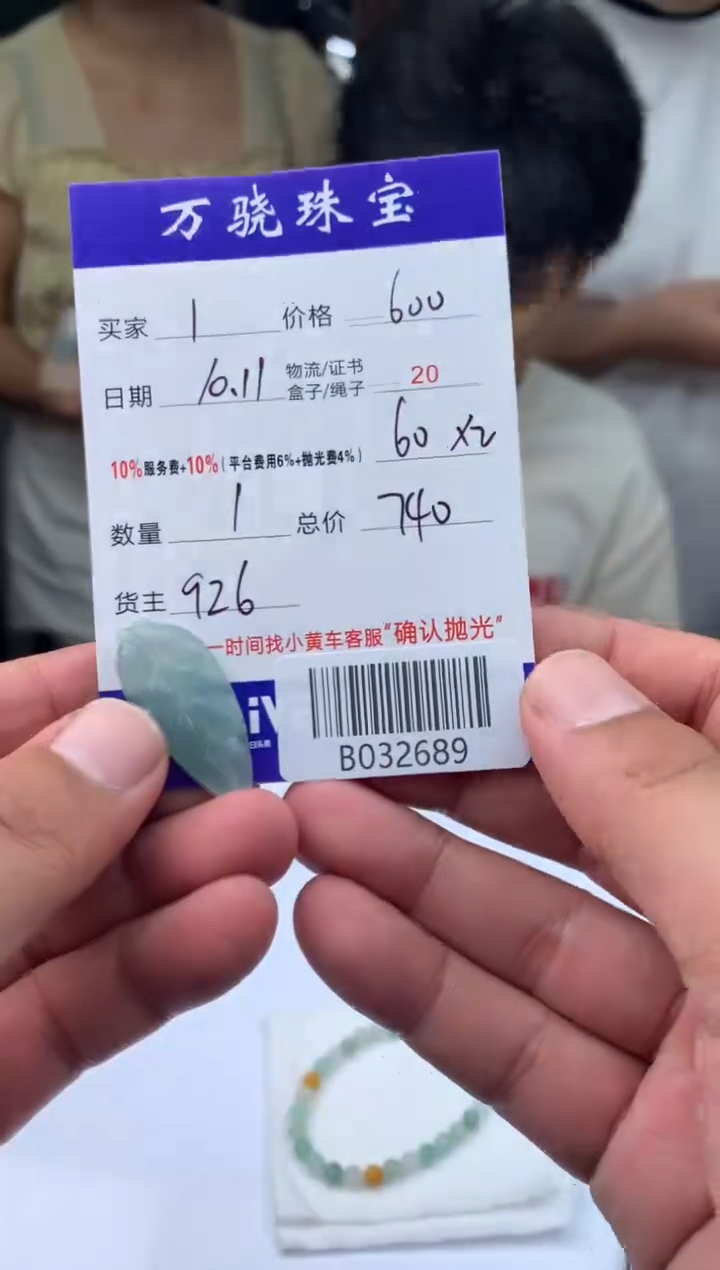 万骁珠宝
买家 1 价格 600
日期 10.11 物流/证书 盒子/绳子 20
10%服务费+10%(平台费用6%+抛光费4%) 60 x2
数量 1 总价 740
货主 926
一时间找小黄车客服“确认抛光”
B032689